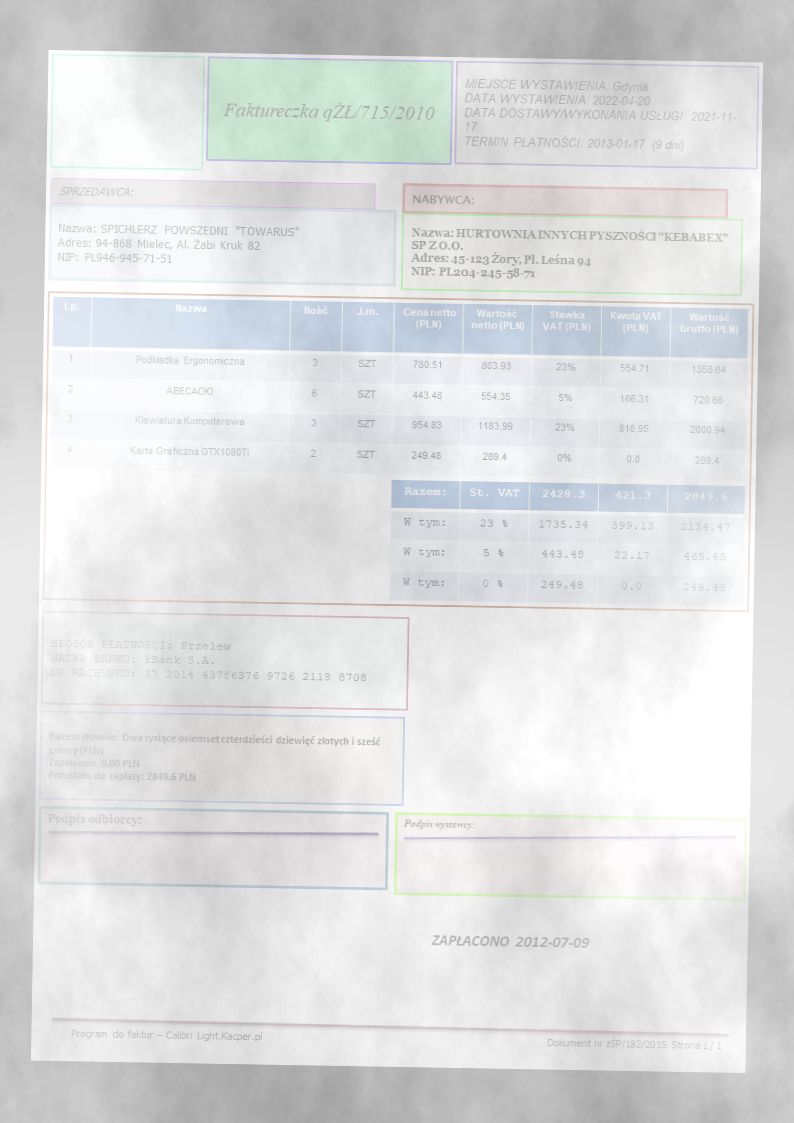 Faktureczka qŻŁ/715/2010
MIEJSCE WYSTAWIENIA: Gdynia
DATA WYSTAWIENIA: 2022-04-20
DATA DOSTAWY/WYKONANIA USŁUGI: 2021-11-
17
TERMIN PŁATNOŚCI: 2013-01-17 (9 dni)
SPRZEDAWCA:
Nazwa: SPICHLERZ POWSZEDNI "TOWARUS"
Adres: 94-868 Mielec, Al. Żabi Kruk 82
NIP: PL946-945-71-51
NABYWCA:
Nazwa: HURTOWNIA INNYCH PYSZNOŚCI "KEBABEX"
SP Z O.O.
Adres: 45-123 Żory, Pl. Leśna 94
NIP: PL204-245-58-71
Lp. Nazwa Ilość J.m. Cena netto (PLN) Wartość netto (PLN) Stawka VAT (PLN) Kwota VAT (PLN) Wartość brutto (PLN)
1 Podkładka Ergonomiczna 3 SZT 780.51 803.93 23% 554.71 1358.64
2 ABECADŁO 6 SZT 443.48 554.35 5% 166.31 720.66
3 Klawiatura Komputerowa 3 SZT 954.83 1183.99 23% 816.95 2000.94
4 Karta Graficzna GTX1080Ti 2 SZT 249.48 289.4 0% 0.0 289.4
Razem: St. VAT 2428.3 421.3 2849.6
W tym: 23 % 1735.34 399.13 2134.47
W tym: 5 % 443.48 22.17 465.65
W tym: 0 % 249.48 0.0 249.48
SPOSÓB PŁATNOŚCI: Przelew
NAZWA BANKU: kBank S.A.
NR RACHUNKU: 37 2014 43786376 9726 2118 8708
Razem słownie: Dwa tysiące osiemset czterdzieści dziewięć złotych i sześć
groszy (PLN)
Zapłacono: 0,00 PLN
Pozostało do zapłaty: 2849.6 PLN
Podpis odbiorcy:
Podpis wystawcy:
ZAPŁACONO 2012-07-09
Program do faktur – Calibri Light.Kacper.pl
Dokument nr zŚP/182/2015. Strona 1 / 1